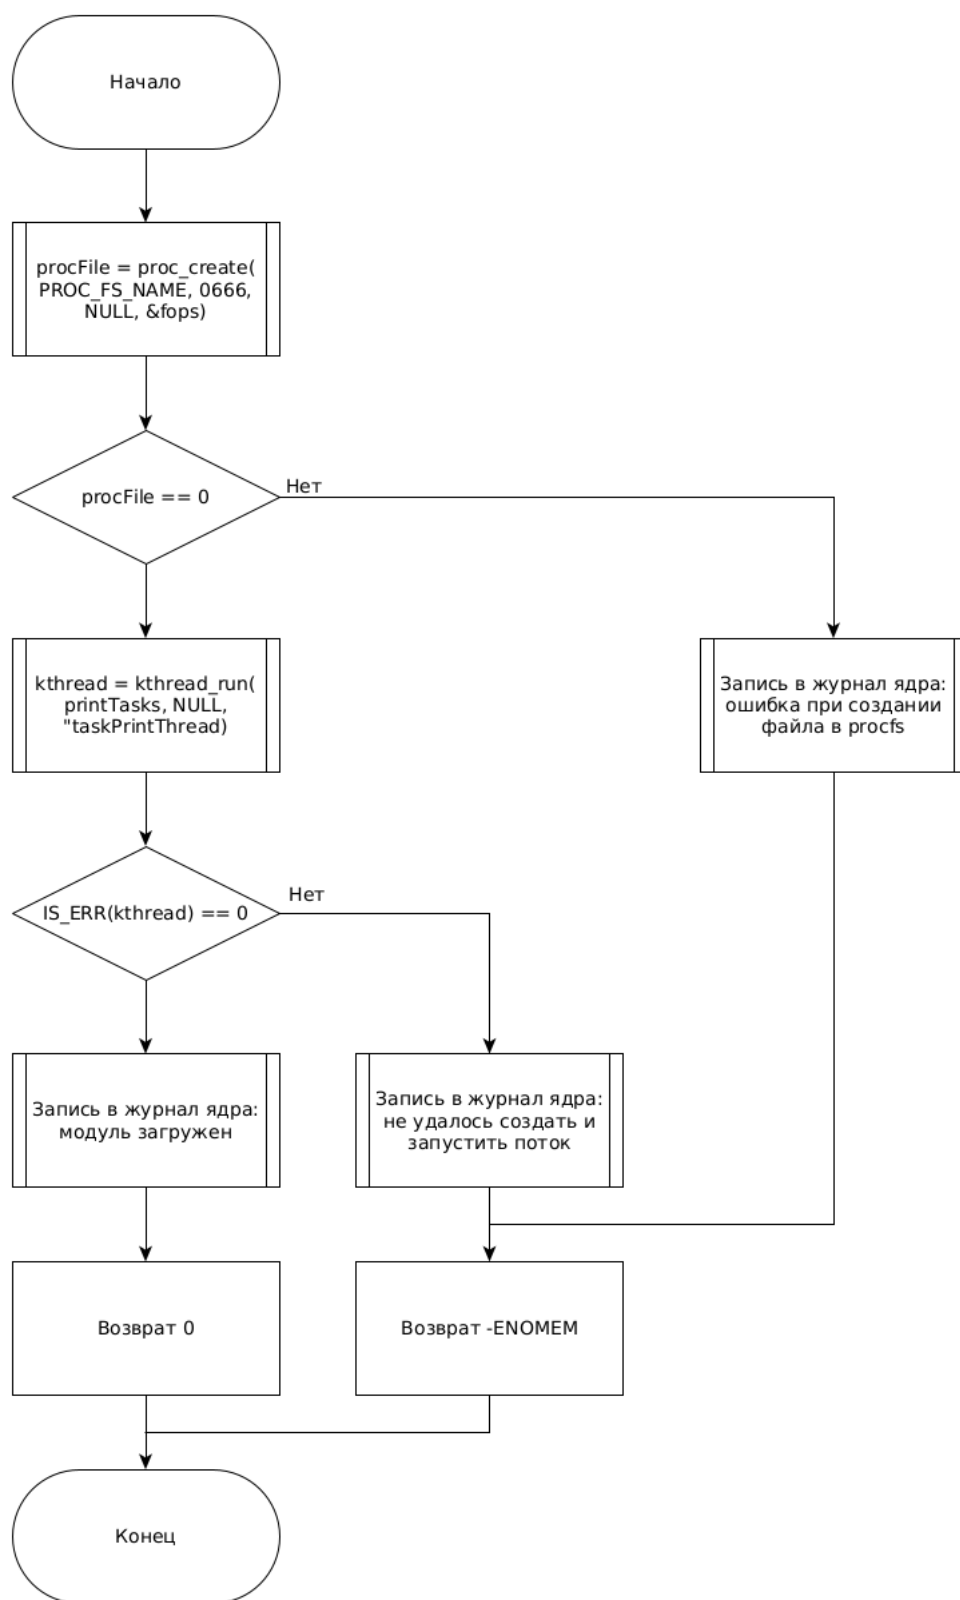 Начало
procFile = proc_create(
PROC_FS_NAME, 0666,
NULL, &fops)
procFile == 0
Нет
kthread = kthread_run(
printTasks, NULL,
"taskPrintThread)
Запись в журнал ядра:
ошибка при создании
файла в procfs
IS_ERR(kthread) == 0
Нет
Запись в журнал ядра:
модуль загружен
Запись в журнал ядра:
не удалось создать и
запустить поток
Возврат 0
Возврат -ENOMEM
Конец